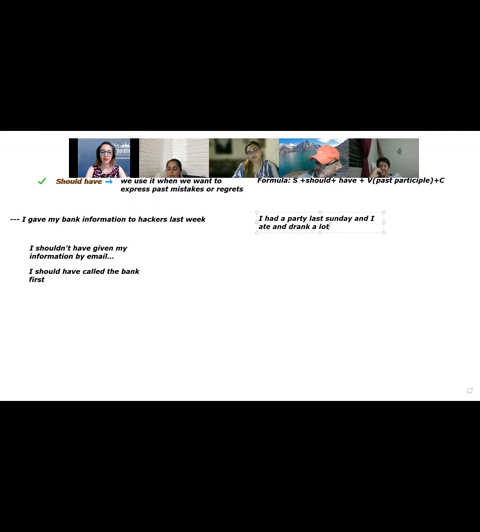 Should have → we use it when we want to
express past mistakes or regrets
Formula: S +should+ have + V(past participle)+C
--- I gave my bank information to hackers last week
I had a party last sunday and I
ate and drank a lot
I shouldn't have given my
information by email...
I should have called the bank
first